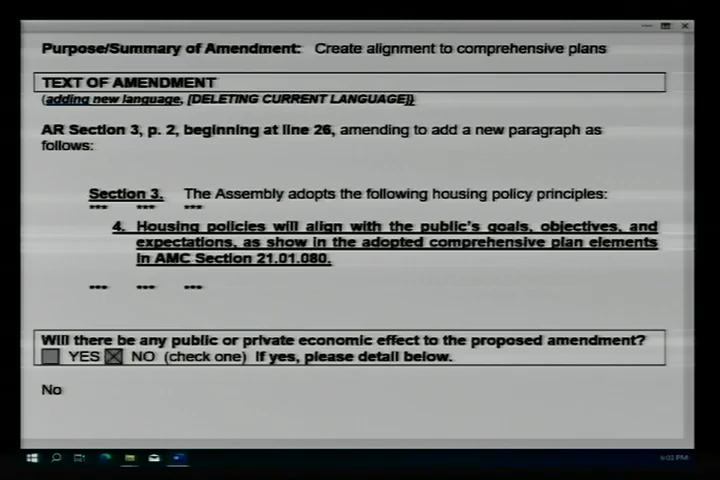 Purpose/Summary of Amendment: Create alignment to comprehensive plans
TEXT OF AMENDMENT
(adding new language, [DELETING CURRENT LANGUAGE])
AR Section 3, p. 2, beginning at line 26, amending to add a new paragraph as
follows:
Section 3. The Assembly adopts the following housing policy principles:
*** *** ***
4. Housing policies will align with the public's goals, objectives, and
expectations, as show in the adopted comprehensive plan elements
in AMC Section 21.01.080.
*** *** ***
Will there be any public or private economic effect to the proposed amendment?
YES NO (check one) If yes, please detail below.
No
6:02 PM